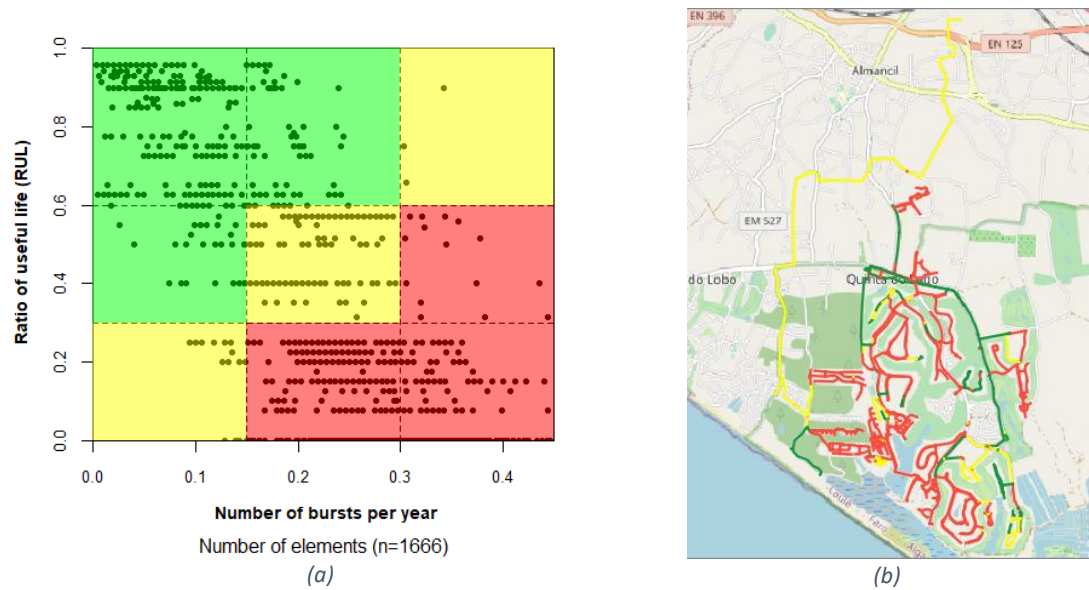 1.0
0.8
0.6
0.4
0.2
0.0
Ratio of useful life (RUL)
0.0 0.1 0.2 0.3 0.4
Number of bursts per year
Number of elements (n=1666)
(a)
EN 396
EN 125
Almancil
EM 527
do Lobo
Quinta do Lago
Loulé
Faro
(b)